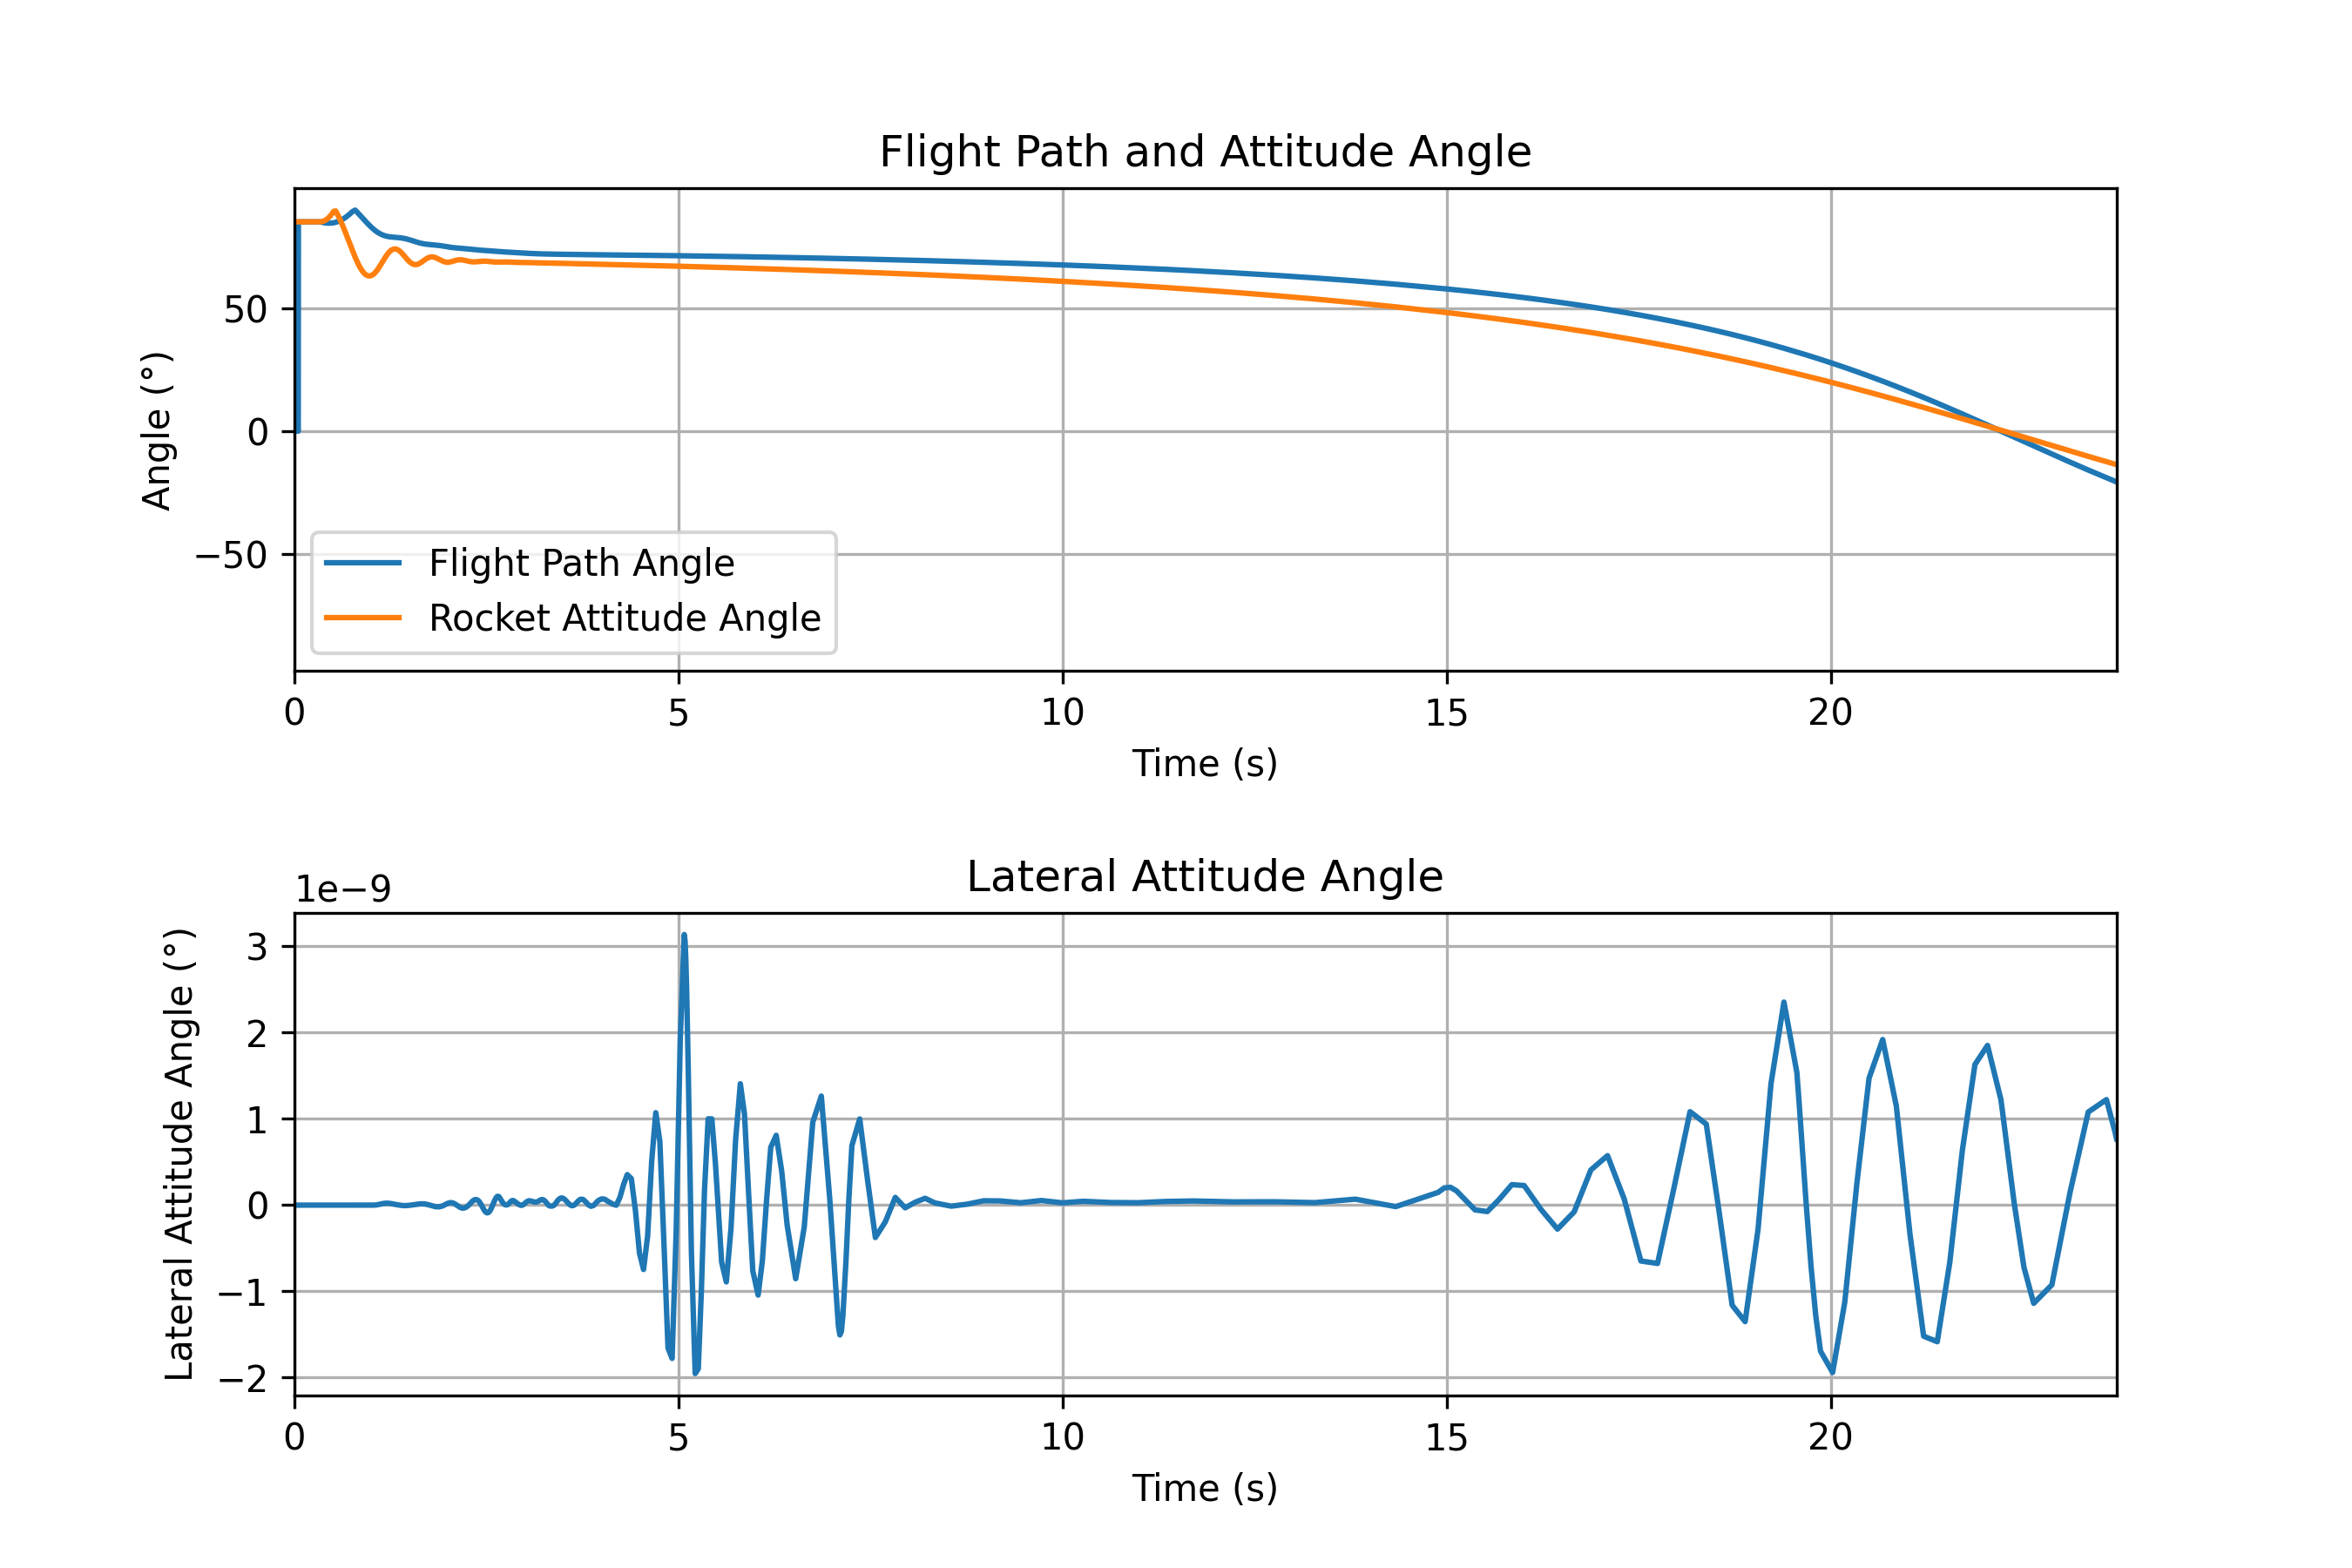 Flight Path and Attitude Angle
Angle (°)
50
0
−50
Flight Path Angle
Rocket Attitude Angle
0 5 10 15 20
Time (s)
Lateral Attitude Angle
1e−9
Lateral Attitude Angle (°)
3
2
1
0
−1
−2
0 5 10 15 20
Time (s)